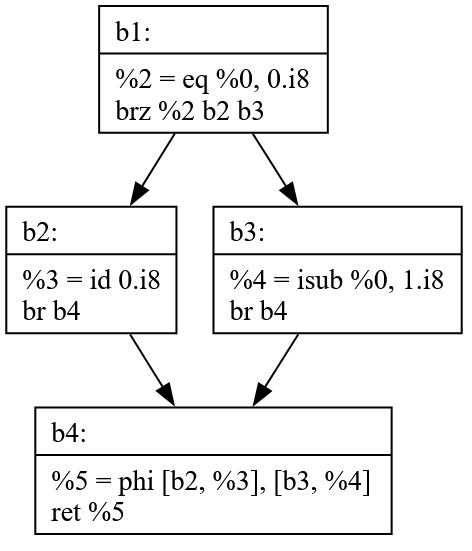 b1:
%2 = eq %0, 0.i8
brz %2 b2 b3
b2:
%3 = id 0.i8
br b4
b3:
%4 = isub %0, 1.i8
br b4
b4:
%5 = phi [b2, %3], [b3, %4]
ret %5